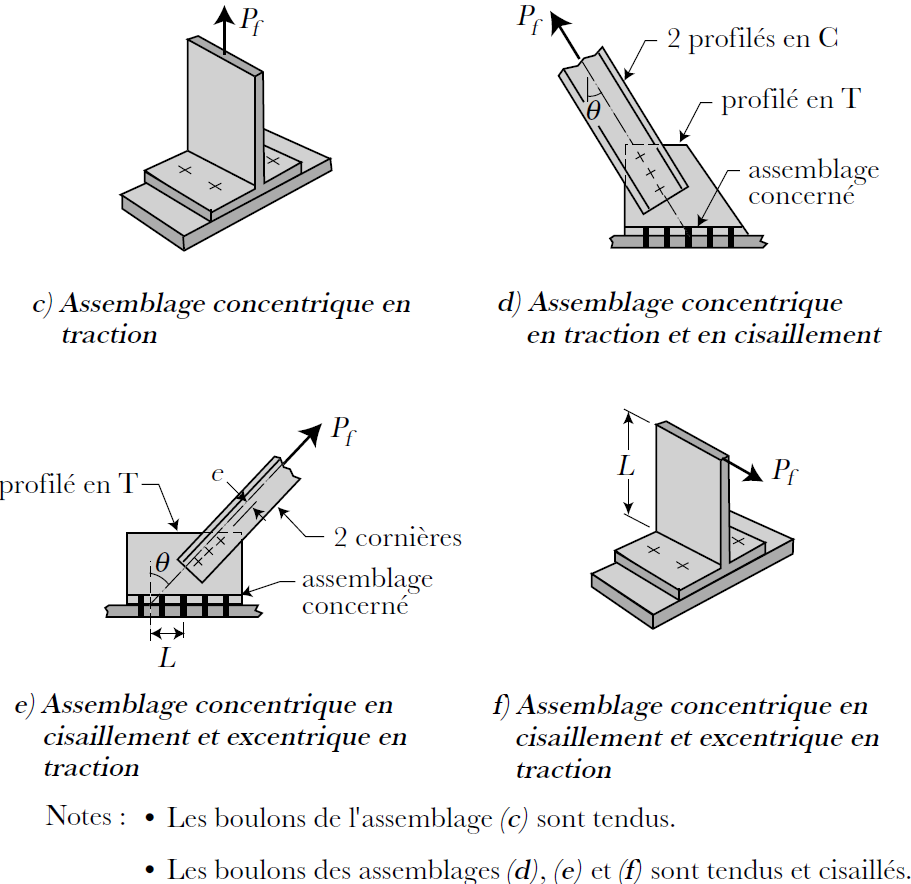 P_f
P_f
2 profilés en C
θ
profilé en T
assemblage
concerné
c) Assemblage concentrique en
traction
d) Assemblage concentrique
en traction et en cisaillement
P_f
e
profilé en T
2 cornières
θ
assemblage
concerné
L
L
P_f
e) Assemblage concentrique en
cisaillement et excentrique en
traction
f) Assemblage concentrique en
cisaillement et excentrique en
traction
Notes : • Les boulons de l'assemblage (c) sont tendus.
• Les boulons des assemblages (d), (e) et (f) sont tendus et cisaillés.